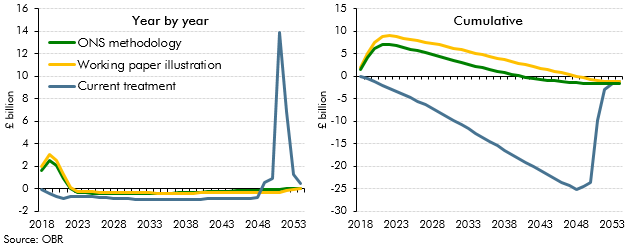 Year by year
16
14
12
10
8
6
4
2
0
-2
£ billion
ONS methodology
Working paper illustration
Current treatment
2018 2023 2028 2033 2038 2043 2048 2053
Cumulative
15
10
5
0
-5
-10
-15
-20
-25
-30
£ billion
2018 2023 2028 2033 2038 2043 2048 2053
Source: OBR